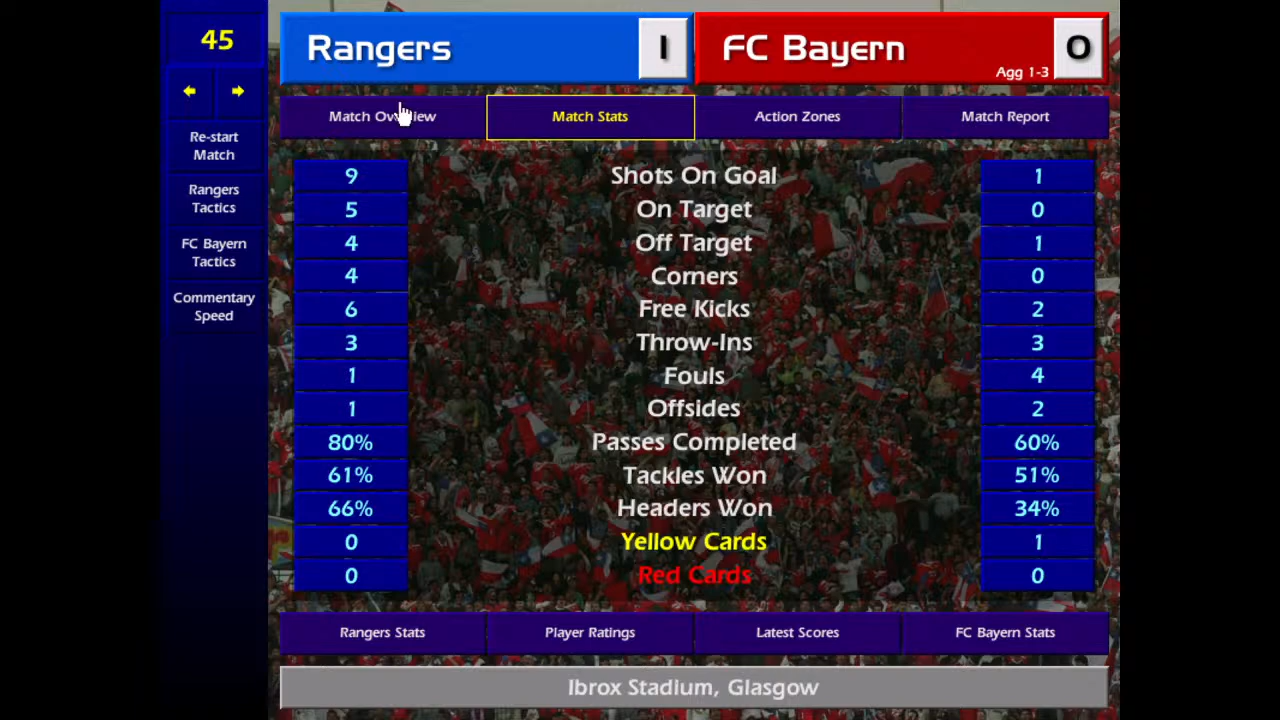 45
Rangers 1 FC Bayern 0
Agg 1-3
Match Overview Match Stats Action Zones Match Report
Re-start
Match
Rangers
Tactics
FC Bayern
Tactics
Commentary
Speed
9 Shots On Goal 1
5 On Target 0
4 Off Target 1
4 Corners 0
6 Free Kicks 2
3 Throw-Ins 3
1 Fouls 4
1 Offsides 2
80% Passes Completed 60%
61% Tackles Won 51%
66% Headers Won 34%
0 Yellow Cards 1
0 Red Cards 0
Rangers Stats Player Ratings Latest Scores FC Bayern Stats
Ibrox Stadium, Glasgow